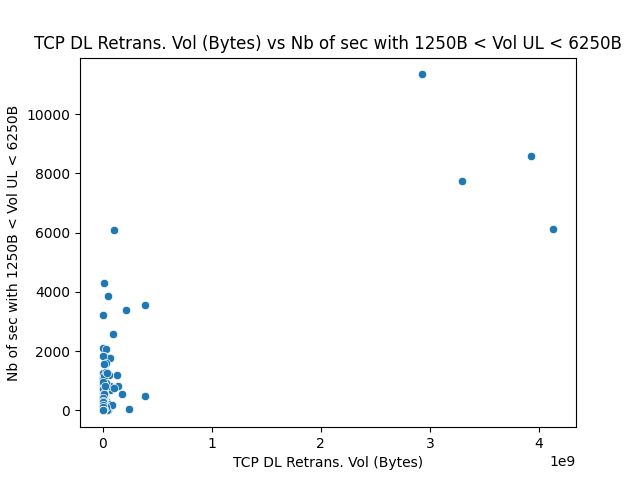 TCP DL Retrans. Vol (Bytes) vs Nb of sec with 1250B < Vol UL < 6250B
Nb of sec with 1250B < Vol UL < 6250B
10000
8000
6000
4000
2000
0
0 1 2 3 4
1e9
TCP DL Retrans. Vol (Bytes)